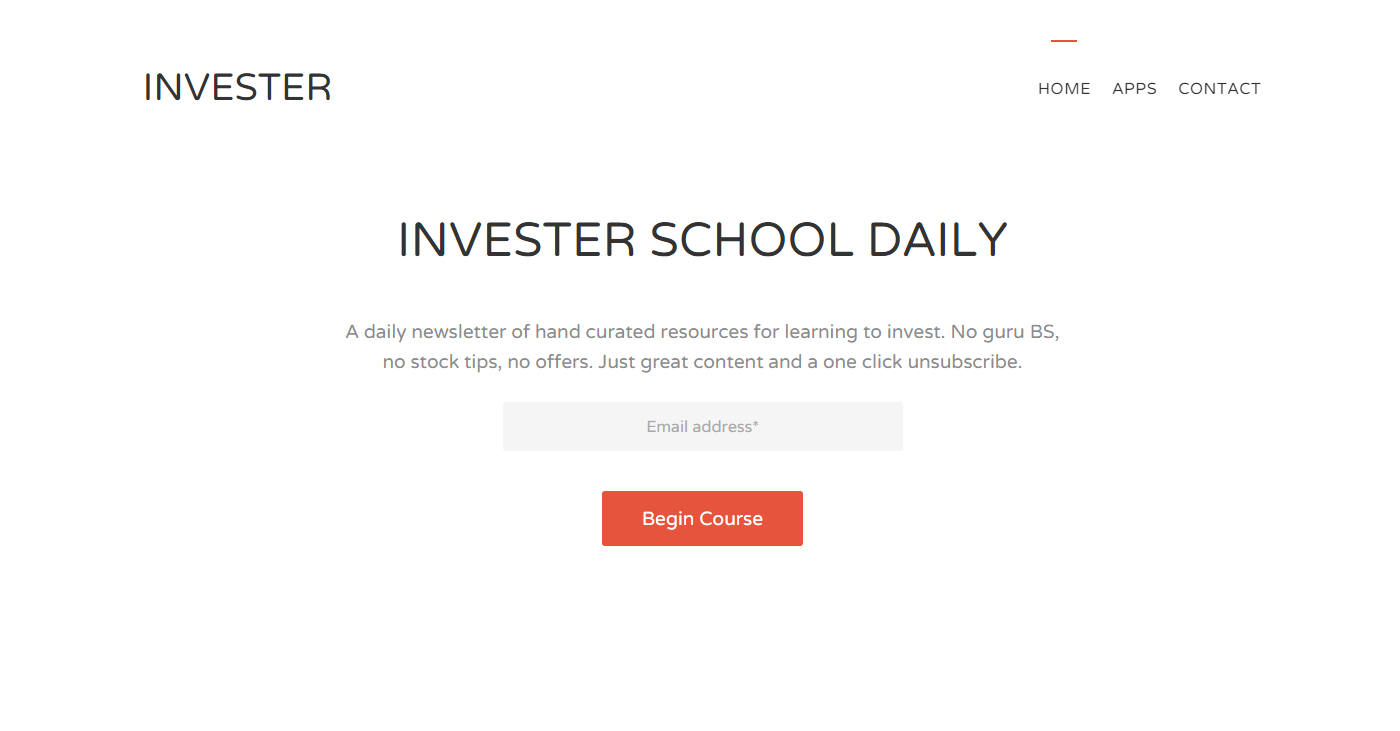 INVESTER
HOME APPS CONTACT
INVESTER SCHOOL DAILY
A daily newsletter of hand curated resources for learning to invest. No guru BS,
no stock tips, no offers. Just great content and a one click unsubscribe.
Email address*
Begin Course